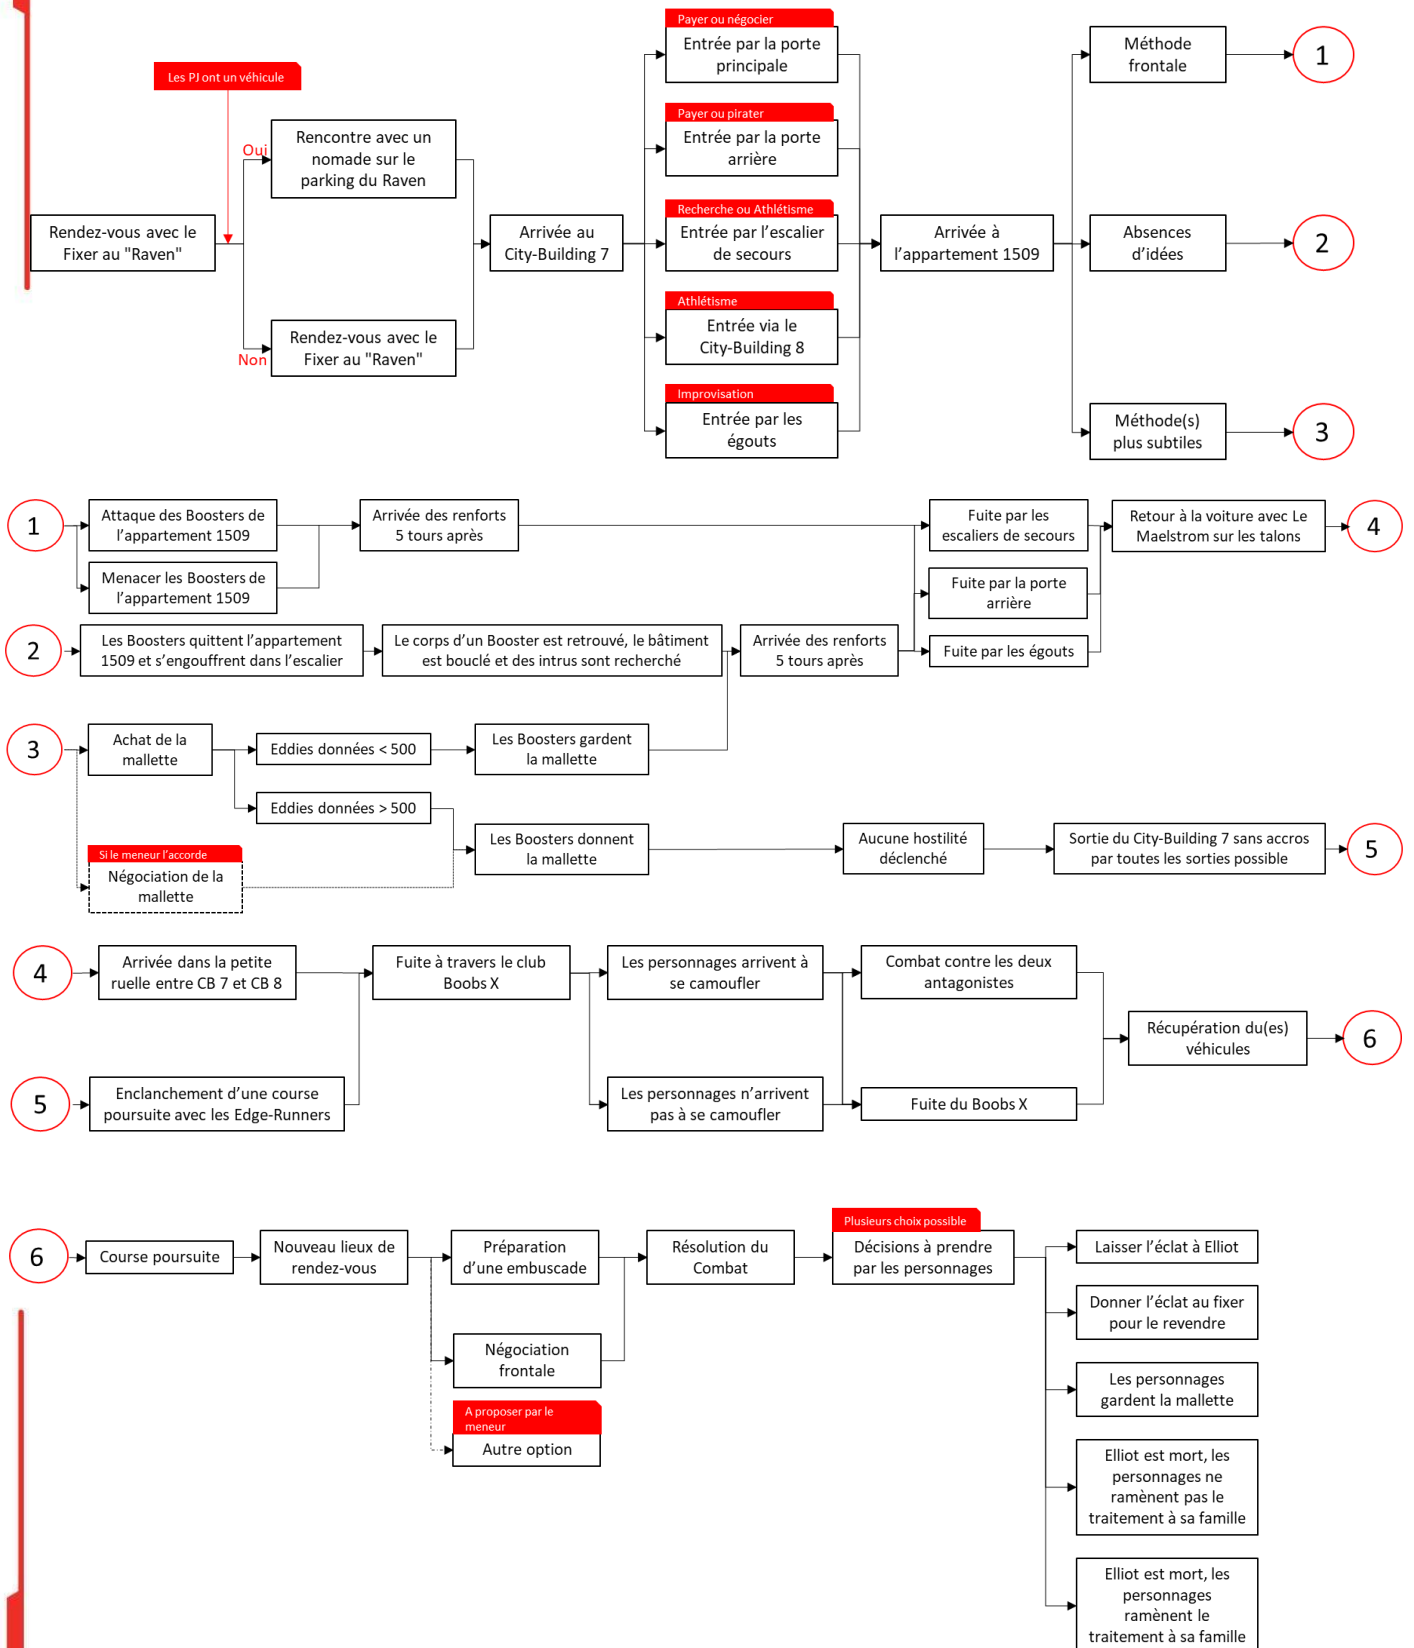 Les PJ ont un véhicule
Rendez-vous avec le
Fixer au "Raven"
Oui
Rencontre avec un
nomade sur le
parking du Raven
Non
Rendez-vous avec le
Fixer au "Raven"
Arrivée au
City-Building 7
Payer ou négocier
Entrée par la porte
principale
Payer ou pirater
Entrée par la porte
arrière
Recherche ou Athlétisme
Entrée par l’escalier
de secours
Athlétisme
Entrée via le
City-Building 8
Improvisation
Entrée par les
égouts
Arrivée à
l’appartement 1509
Méthode
frontale
1
Absences
d’idées
2
Méthode(s)
plus subtiles
3
1
Attaque des Boosters de
l’appartement 1509
Menacer les Boosters de
l’appartement 1509
Arrivée des renforts
5 tours après
Fuite par les
escaliers de secours
Fuite par la porte
arrière
Fuite par les égouts
Retour à la voiture avec Le
Maelstrom sur les talons
4
2
Les Boosters quittent l’appartement
1509 et s’engouffrent dans l’escalier
Le corps d’un Booster est retrouvé, le bâtiment
est bouclé et des intrus sont recherché
Arrivée des renforts
5 tours après
3
Achat de la
mallette
Eddies données < 500
Les Boosters gardent
la mallette
Eddies données > 500
Si le meneur l’accorde
Négociation de la
mallette
Les Boosters donnent
la mallette
Aucune hostilité
déclenché
Sortie du City-Building 7 sans accros
par toutes les sorties possible
5
4
Arrivée dans la petite
ruelle entre CB 7 et CB 8
Fuite à travers le club
Boobs X
Les personnages arrivent à
se camoufler
Combat contre les deux
antagonistes
Récupération du(es)
véhicules
6
5
Enclanchement d’une course
poursuite avec les Edge-Runners
Les personnages n’arrivent
pas à se camoufler
Fuite du Boobs X
6
Course poursuite
Nouveau lieux de
rendez-vous
Préparation
d’une embuscade
Négociation
frontale
A proposer par le
meneur
Autre option
Résolution du
Combat
Plusieurs choix possible
Décisions à prendre
par les personnages
Laisser l’éclat à Elliot
Donner l’éclat au fixer
pour le revendre
Les personnages
gardent la mallette
Elliot est mort, les
personnages ne
ramènent pas le
traitement à sa famille
Elliot est mort, les
personnages
ramènent le
traitement à sa famille